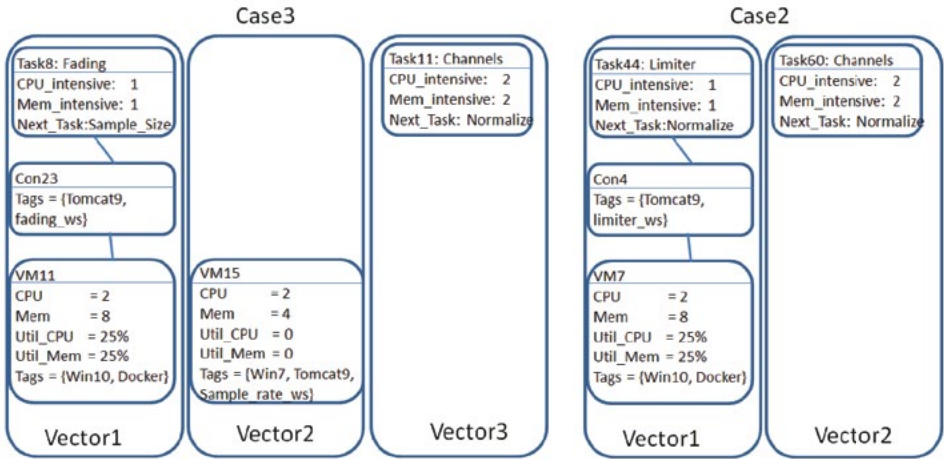 Case3
Task8: Fading
CPU_intensive: 1
Mem_intensive: 1
Next_Task:Sample_Size
Con23
Tags = {Tomcat9,
fading_ws}
VM11
CPU = 2
Mem = 8
Util_CPU = 25%
Util_Mem = 25%
Tags = {Win10, Docker}
Vector1
VM15
CPU = 2
Mem = 4
Util_CPU = 0
Util_Mem = 0
Tags = {Win7, Tomcat9,
Sample_rate_ws}
Vector2
Task11: Channels
CPU_intensive: 2
Mem_intensive: 2
Next_Task: Normalize
Vector3
Case2
Task44: Limiter
CPU_intensive: 1
Mem_intensive: 1
Next_Task:Normalize
Con4
Tags = {Tomcat9,
limiter_ws}
VM7
CPU = 2
Mem = 8
Util_CPU = 25%
Util_Mem = 25%
Tags = {Win10, Docker}
Vector1
Task60: Channels
CPU_intensive: 2
Mem_intensive: 2
Next_Task: Normalize
Vector2